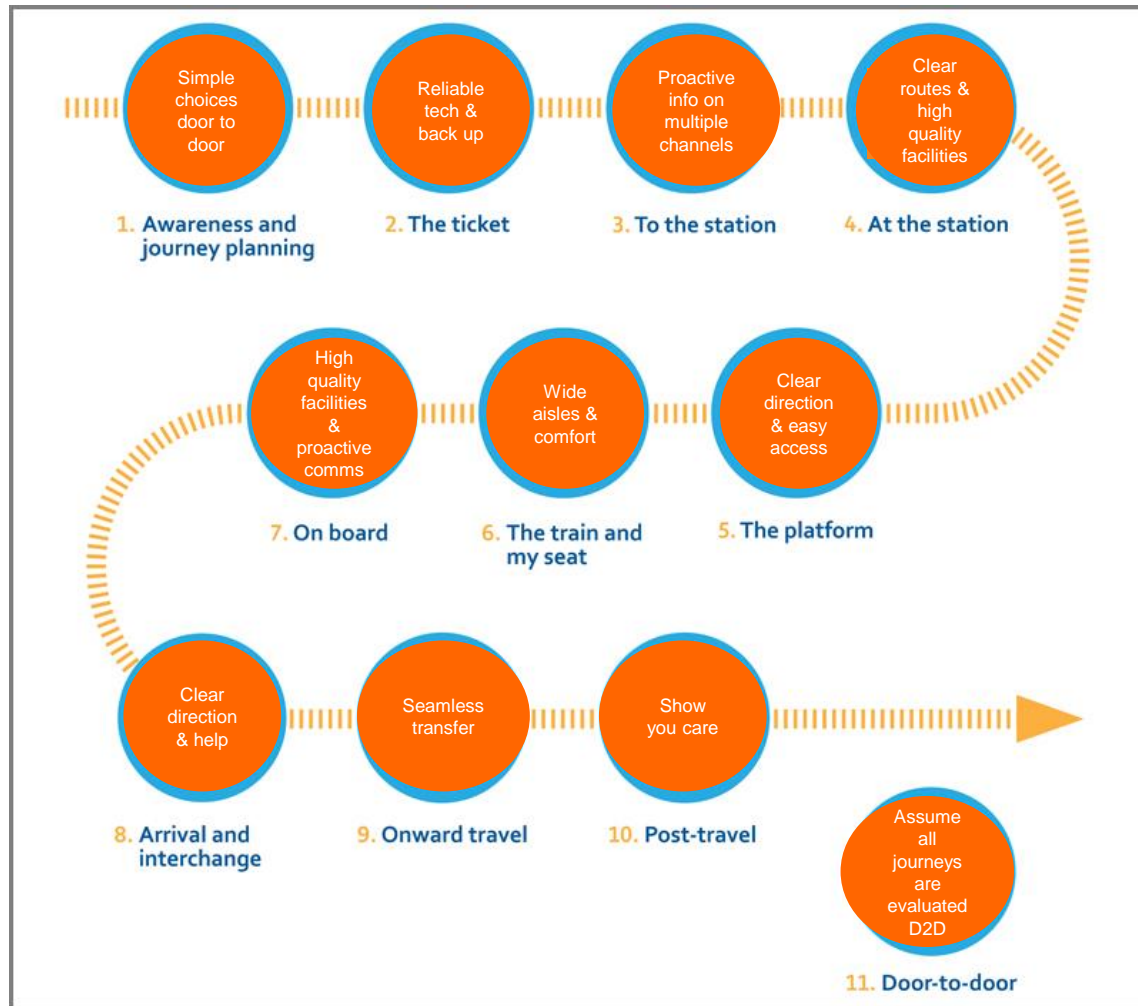 Simple
choices
door to
door
1. Awareness and
journey planning
Reliable
tech &
back up
2. The ticket
Proactive
info on
multiple
channels
3. To the station
Clear
routes &
high
quality
facilities
4. At the station
Clear
direction
& easy
access
5. The platform
Wide
aisles &
comfort
6. The train and
my seat
High
quality
facilities
&
proactive
comms
7. On board
Clear
direction
& help
8. Arrival and
interchange
Seamless
transfer
9. Onward travel
Show
you care
10. Post-travel
Assume
all
journeys
are
evaluated
D2D
11. Door-to-door